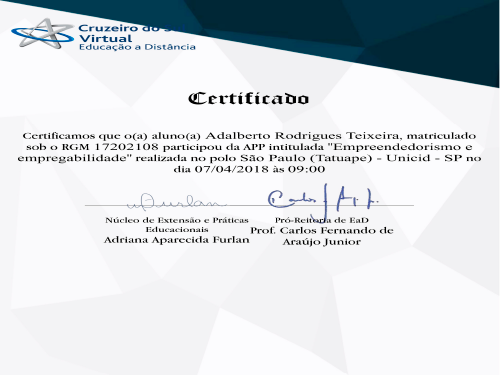 Cruzeiro do S
Virtual
Educação a Distância
Certificado
Certificamos que o(a) aluno(a) Adalberto Rodrigues Teixeira, matriculado
sob o RGM 17202108 participou da APP intitulada "Empreendedorismo e
empregabilidade" realizada no polo São Paulo (Tatuape) - Unicid - SP no
dia 07/04/2018 às 09:00
Núcleo de Extensão e Práticas
Educacionais
Adriana Aparecida Furlan
Pró-Reitoria de EaD
Prof. Carlos Fernando de
Araújo Junior